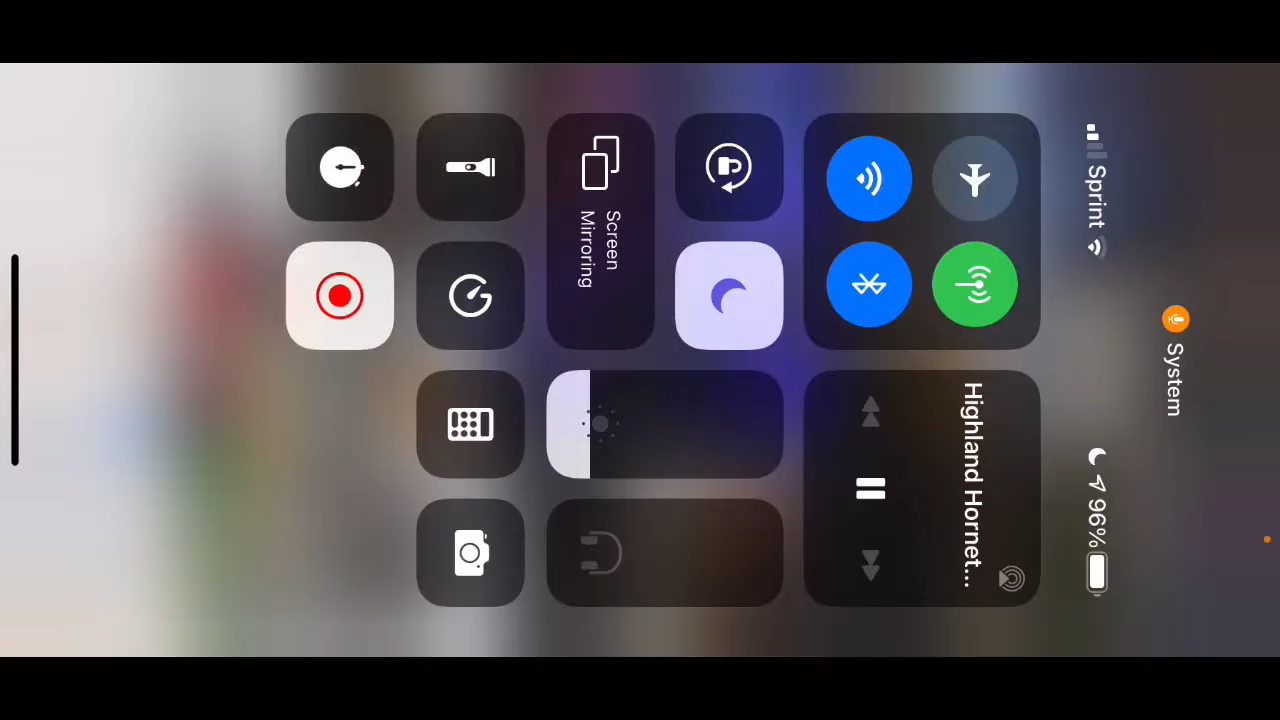 System
Sprint
96%
Highland Hornet...
Screen
Mirroring